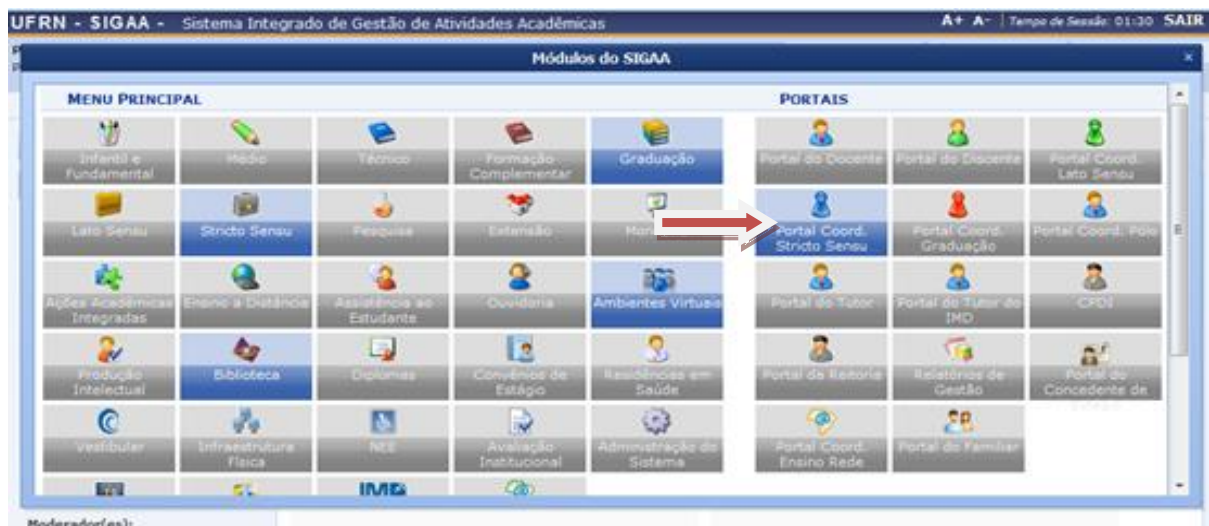 UFRN - SIGAA - Sistema Integrado de Gestão de Atividades Acadêmicas
A+ A- | Tempo de Sessão: 01:30 SAIR
Módulos do SIGAA
MENU PRINCIPAL
PORTAIS
Infantil e Fundamental
Médio
Técnico
Formação Complementar
Graduação
Portal do Docente
Portal do Discente
Portal Coord. Lato Sensu
Lato Sensu
Stricto Sensu
Pesquisa
Extensão
Portal Coord. Stricto Sensu
Portal Coord. Graduação
Portal Coord. Polo
Ações Acadêmicas Integradas
Ensino a Distância
Assistência ao Estudante
Ouvidoria
Ambientes Virtuais
Portal do Tutor
Portal do Tutor do IMD
CPDI
Produção Intelectual
Biblioteca
Diplomas
Convênios de Estágio
Residências em Saúde
Portal da Reitoria
Relatórios de Gestão
Portal do Concedente de
Vestibular
Infraestrutura Física
NEE
Avaliação Institucional
Administração do Sistema
Portal Coord. Ensino Rede
Portal do Familiar
IMD
Moderador(es):